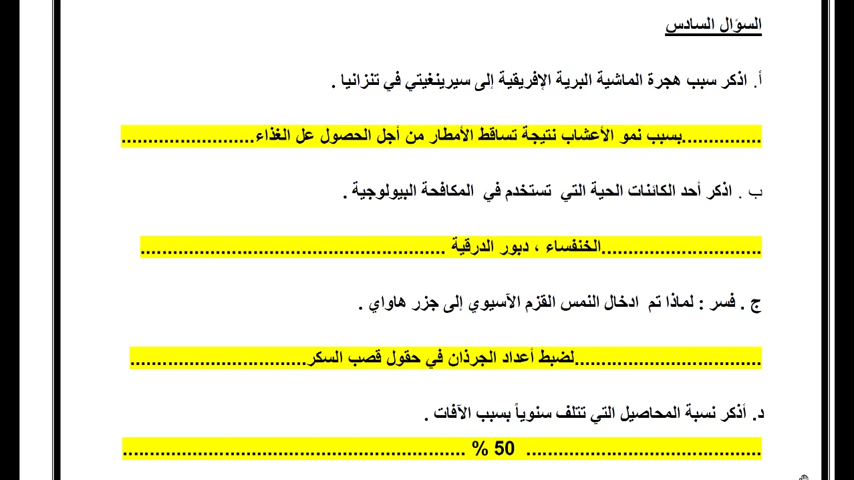 السؤال السادس
أ. اذكر سبب هجرة الماشية البرية الإفريقية إلى سيرينغيتي في تنزانيا .
...............بسبب نمو الأعشاب نتيجة تساقط الأمطار من أجل الحصول عل الغذاء.........................
ب . اذكر أحد الكائنات الحية التي تستخدم في المكافحة البيولوجية .
..............................الخنفساء ، دبور الدرقية .........................................................
ج . فسر : لماذا تم ادخال النمس القزم الآسيوي إلى جزر هاواي .
...................................لضبط أعداد الجرذان في حقول قصب السكر.................................
د. أذكر نسبة المحاصيل التي تتلف سنوياً بسبب الآفات .
............................................ 50 % ................................................................